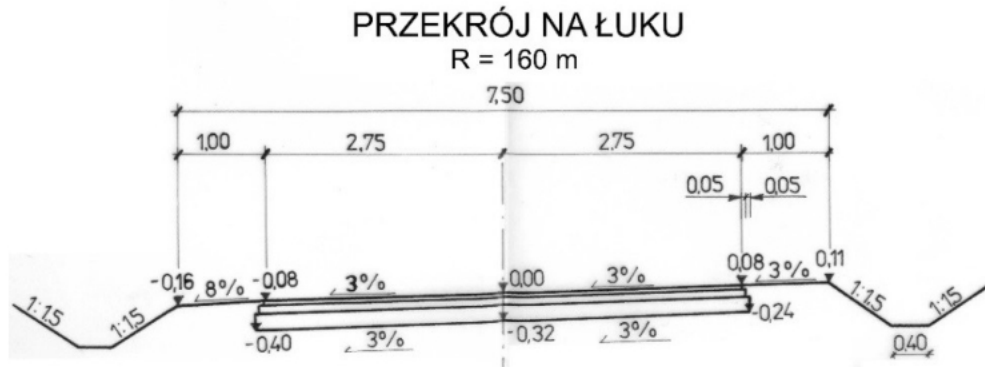 PRZEKRÓJ NA ŁUKU
R = 160 m
7,50
1,00 2,75 2,75 1,00
0,05 0,05
-0,16 8% -0,08 3% 0,00 3% 0,08 3% 0,11
1:1,5 1:1,5 1:1,5 1:1,5
-0,40 3% -0,32 3% -0,24
0,40